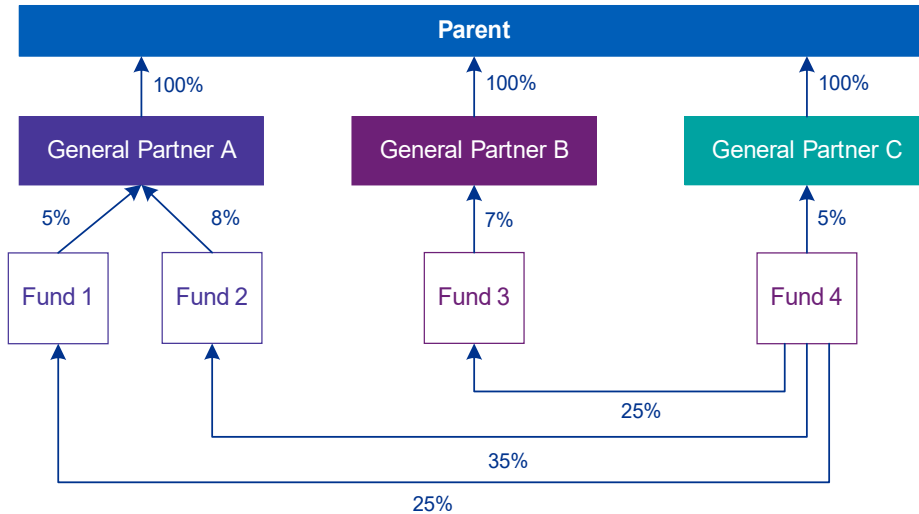 Parent
100%
100%
100%
General Partner A
General Partner B
General Partner C
5%
8%
7%
5%
Fund 1
Fund 2
Fund 3
Fund 4
25%
35%
25%